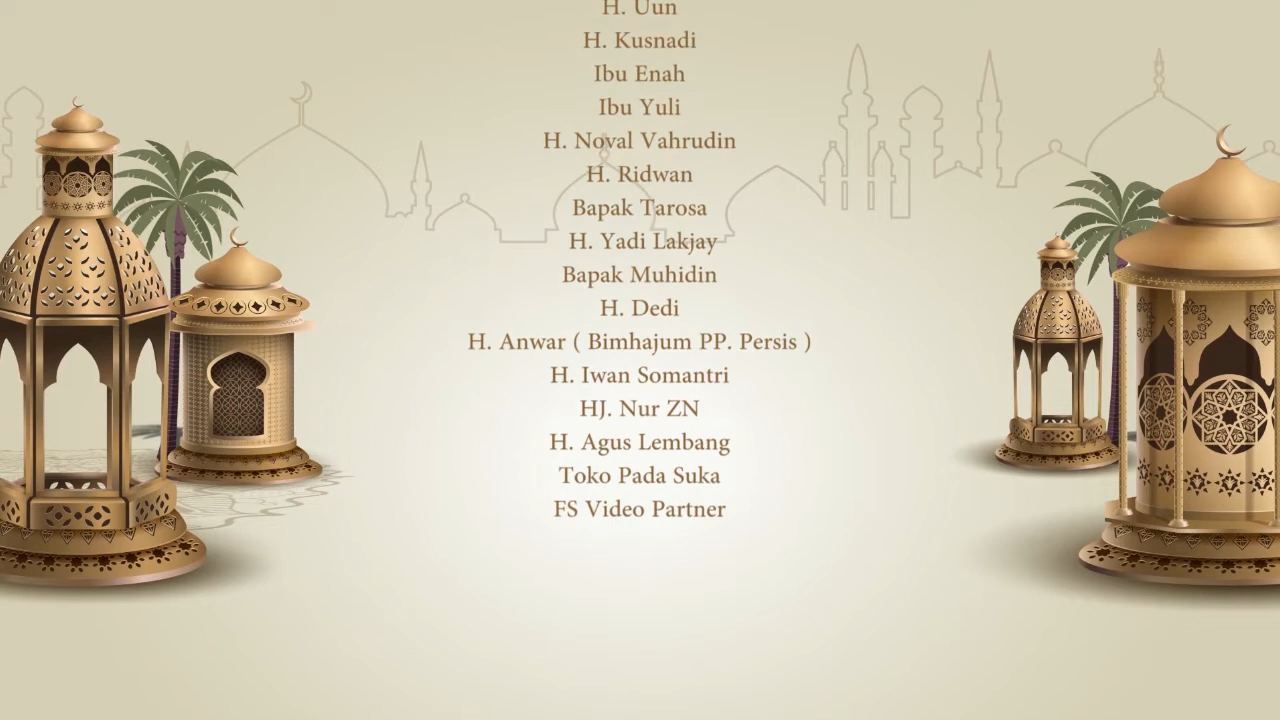 H. Uun
H. Kusnadi
Ibu Enah
Ibu Yuli
H. Noval Vahrudin
H. Ridwan
Bapak Tarosa
H. Yadi Lakjay
Bapak Muhidin
H. Dedi
H. Anwar ( Bimhajum PP. Persis )
H. Iwan Somantri
HJ. Nur ZN
H. Agus Lembang
Toko Pada Suka
FS Video Partner